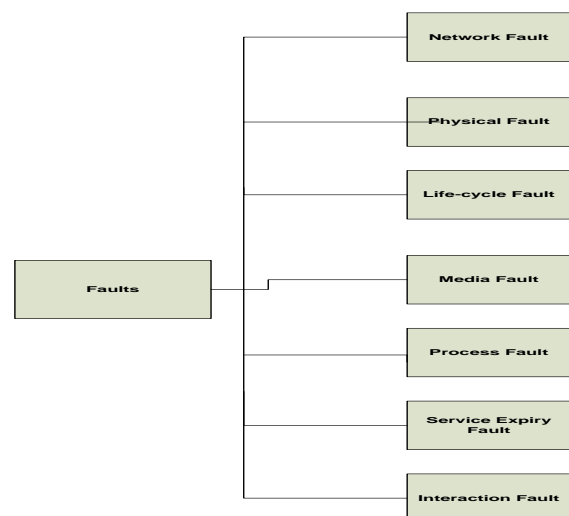 Network Fault
Physical Fault
Life-cycle Fault
Faults
Media Fault
Process Fault
Service Expiry
Fault
Interaction Fault